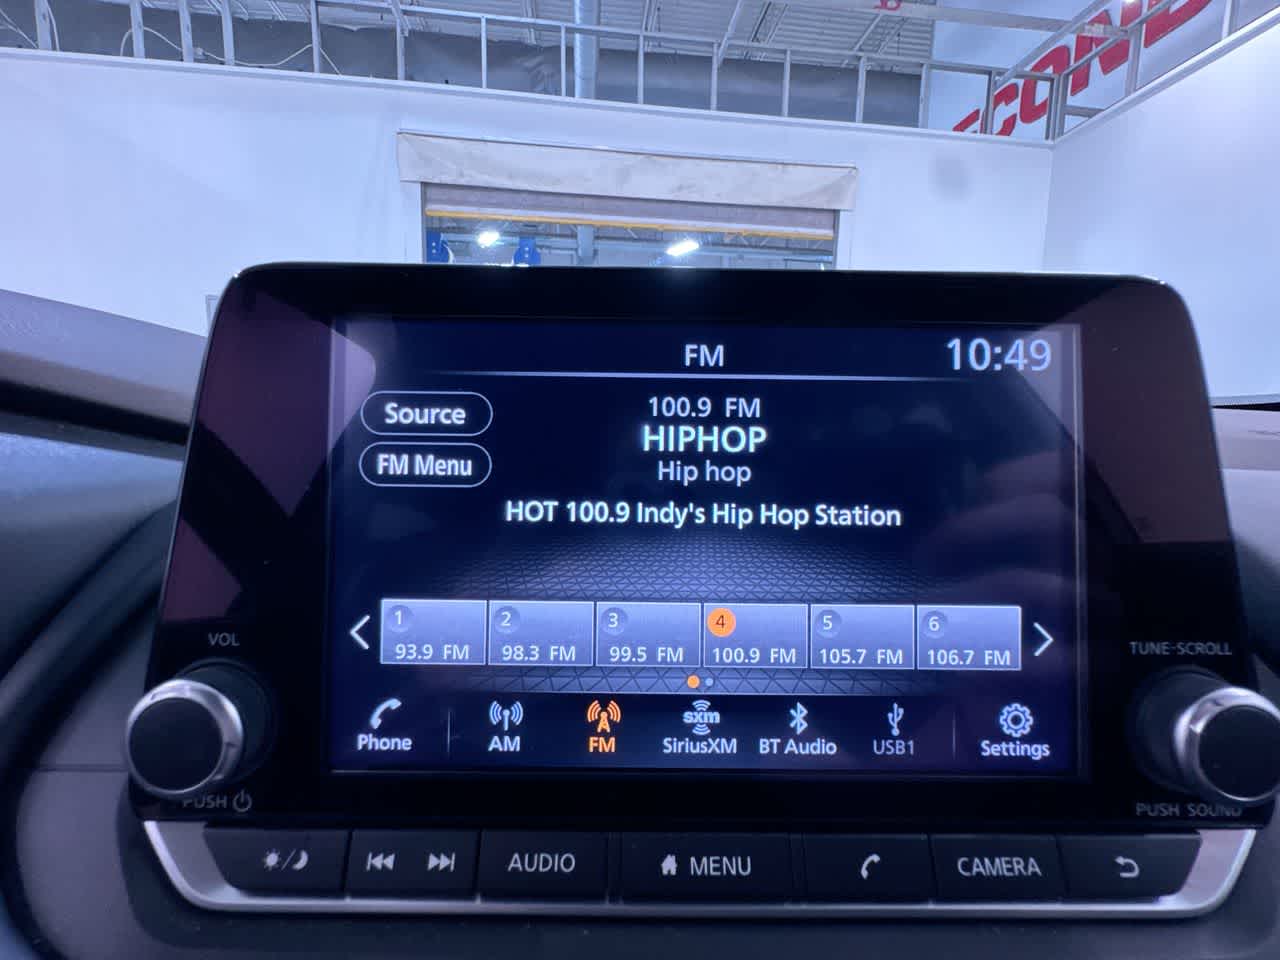 ECON
FM
10:49
Source
100.9 FM
HIPHOP
FM Menu
Hip hop
HOT 100.9 Indy's Hip Hop Station
1
2
3
4
5
6
93.9 FM
98.3 FM
99.5 FM
100.9 FM
105.7 FM
106.7 FM
VOL
TUNE·SCROLL
Phone
AM
FM
sxm
SiriusXM
BT Audio
USB1
Settings
PUSH
PUSH SOUND
AUDIO
MENU
CAMERA